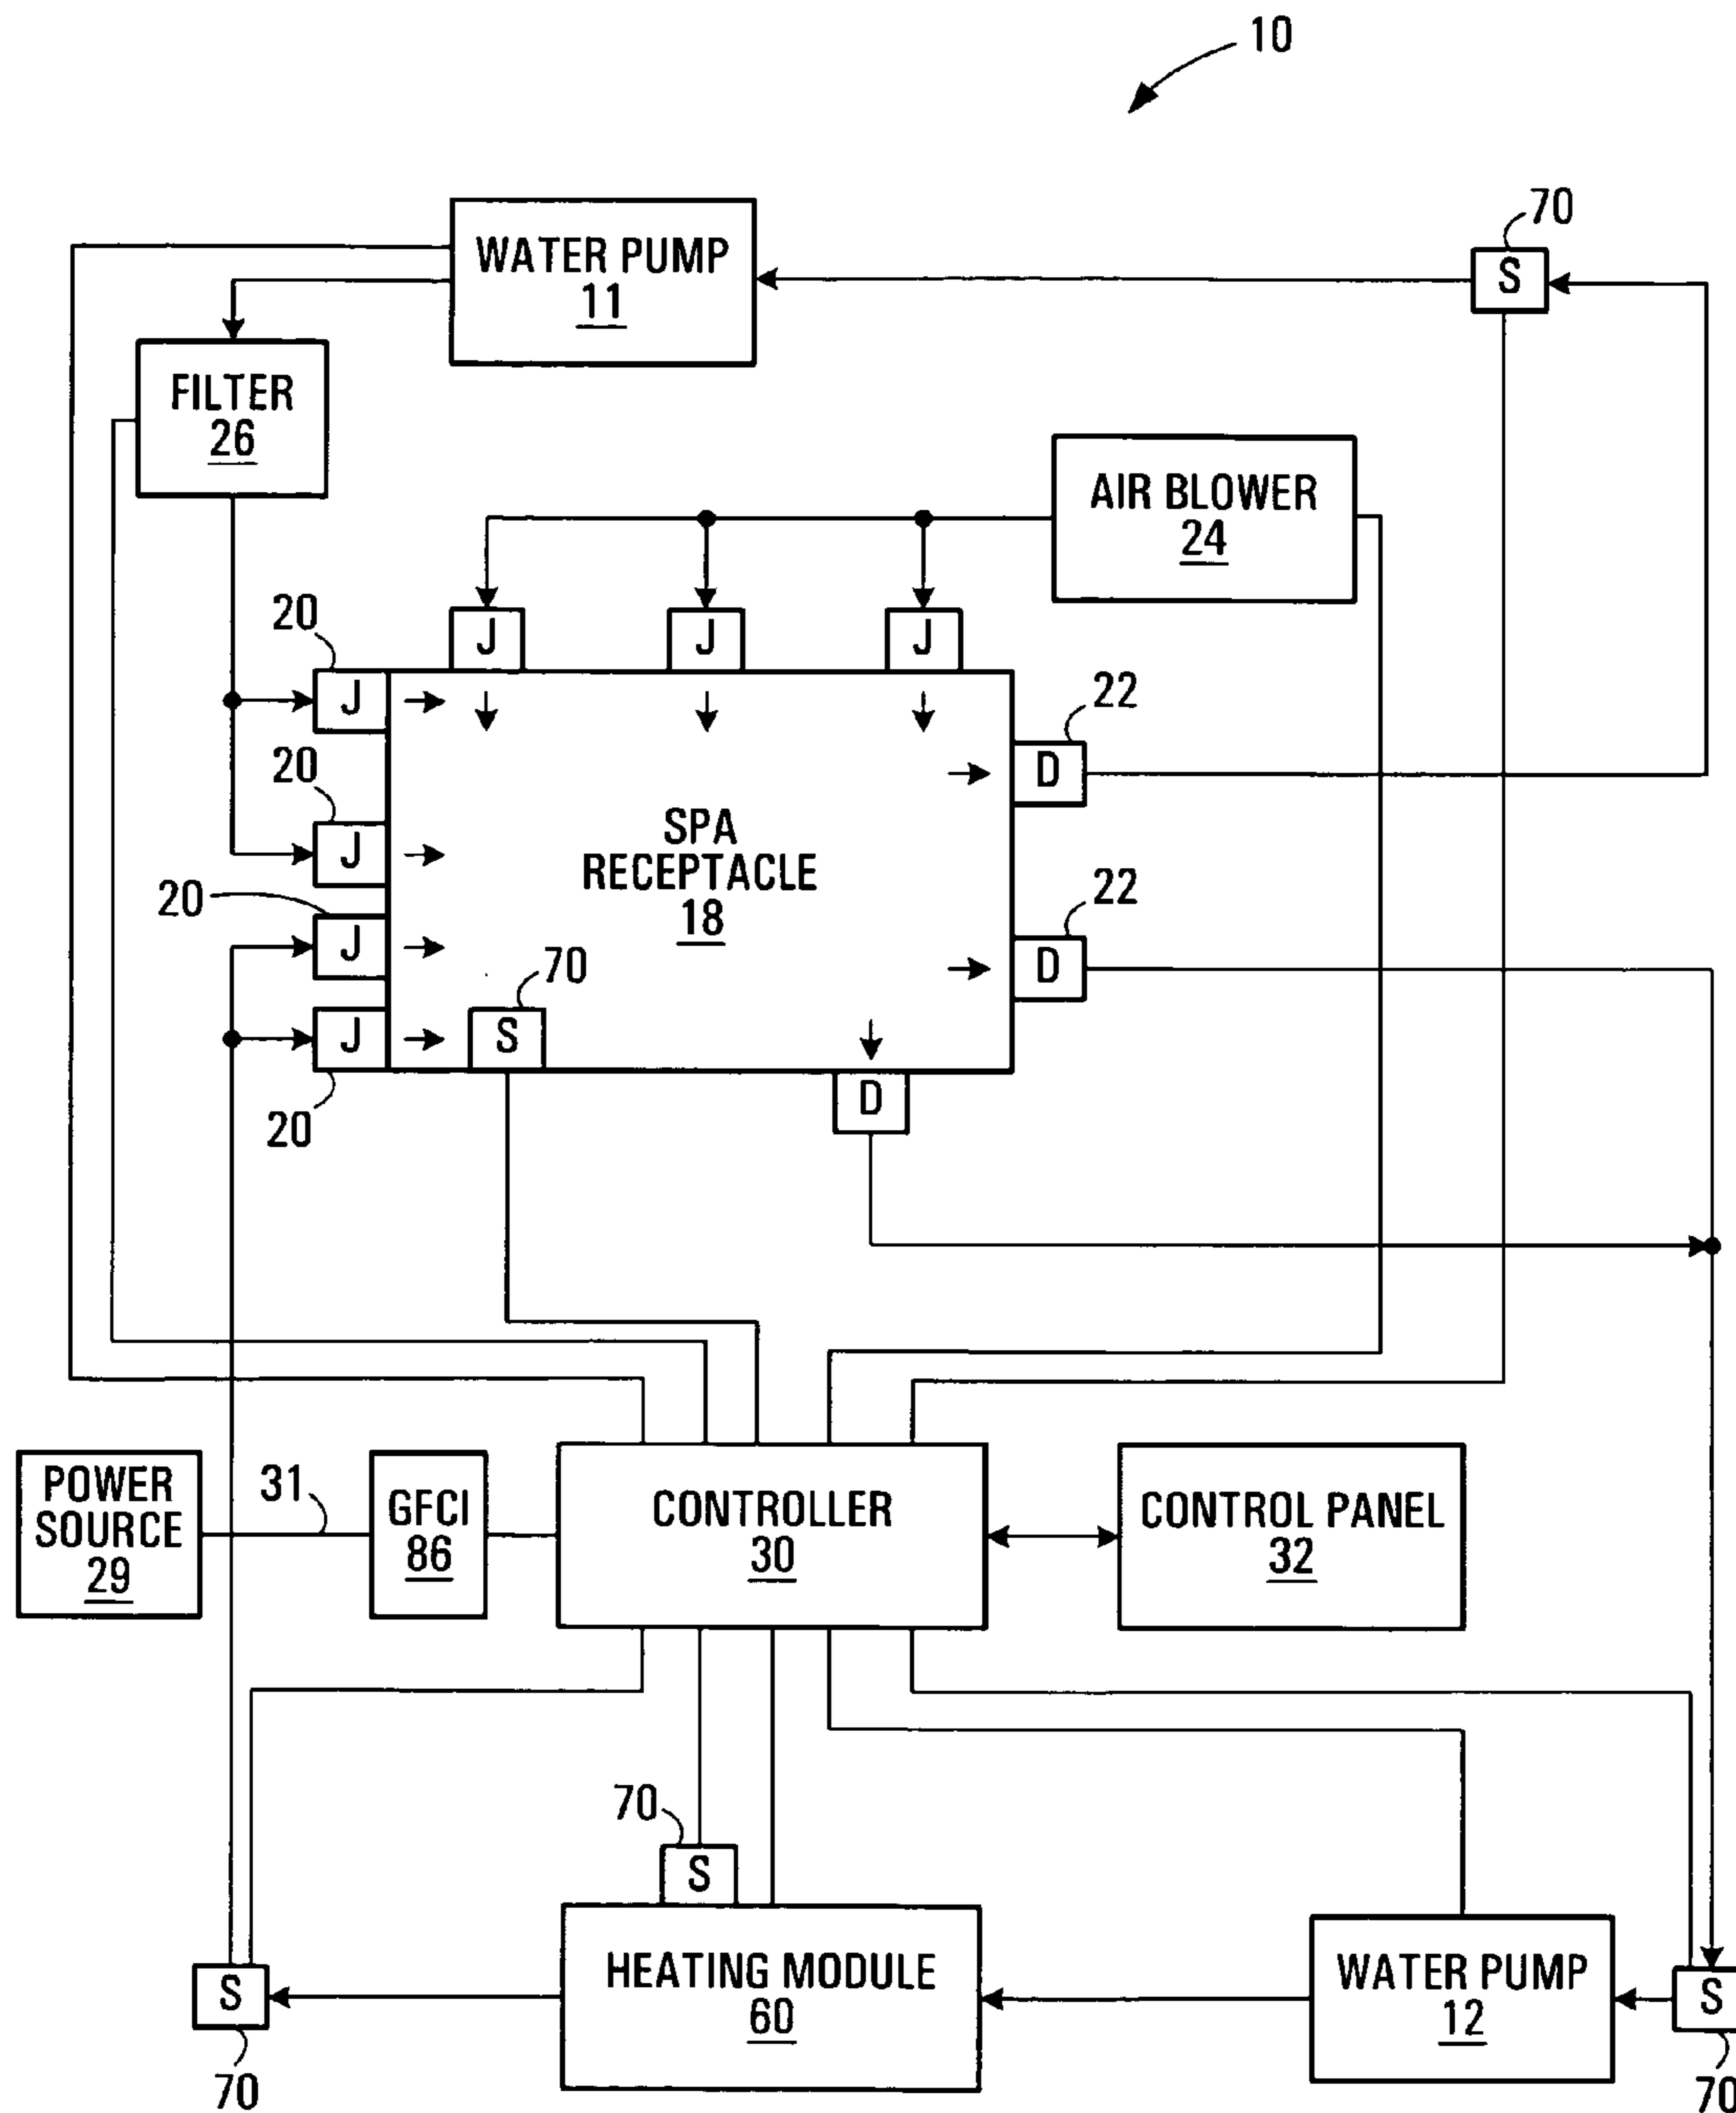 10
70
S
WATER PUMP
11
FILTER
26
AIR BLOWER
24
J
J
J
20
J
20
J
20
J
20
J
22
D
22
D
SPA
RECEPTACLE
18
70
S
D
POWER
SOURCE
29
31
GFCI
86
CONTROLLER
30
CONTROL PANEL
32
70
S
HEATING MODULE
60
WATER PUMP
12
S
70
S
70